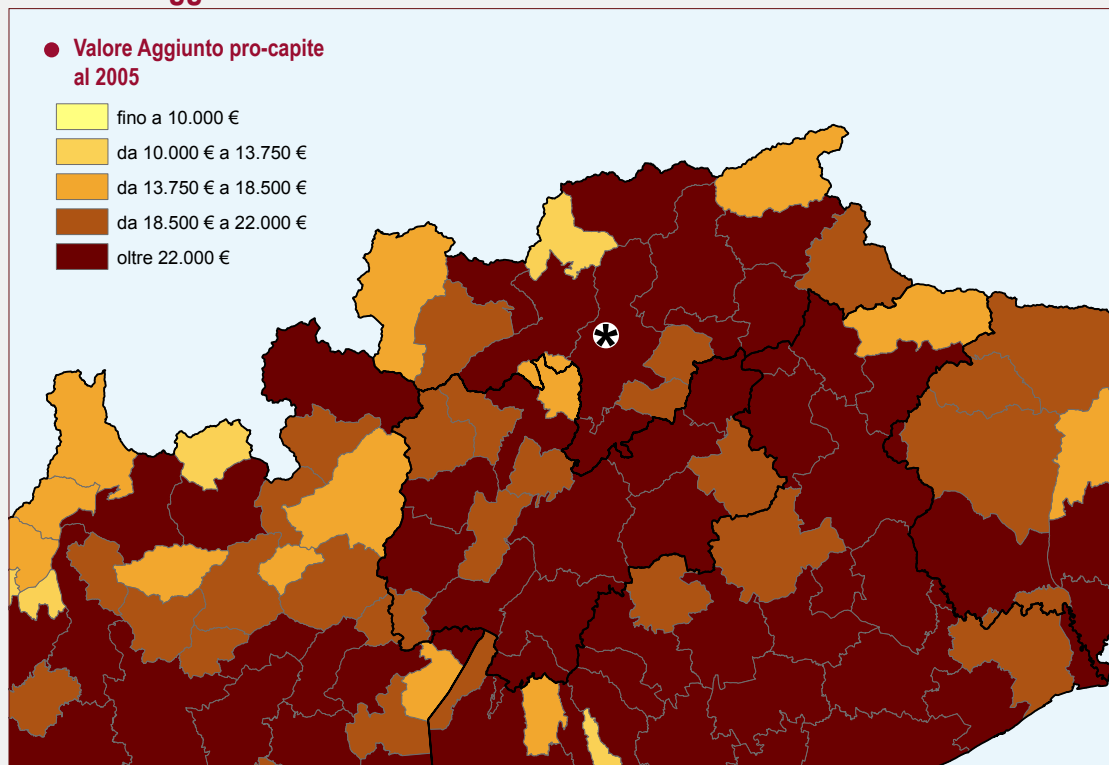 Valore Aggiunto pro-capite
al 2005
fino a 10.000 €
da 10.000 € a 13.750 €
da 13.750 € a 18.500 €
da 18.500 € a 22.000 €
oltre 22.000 €